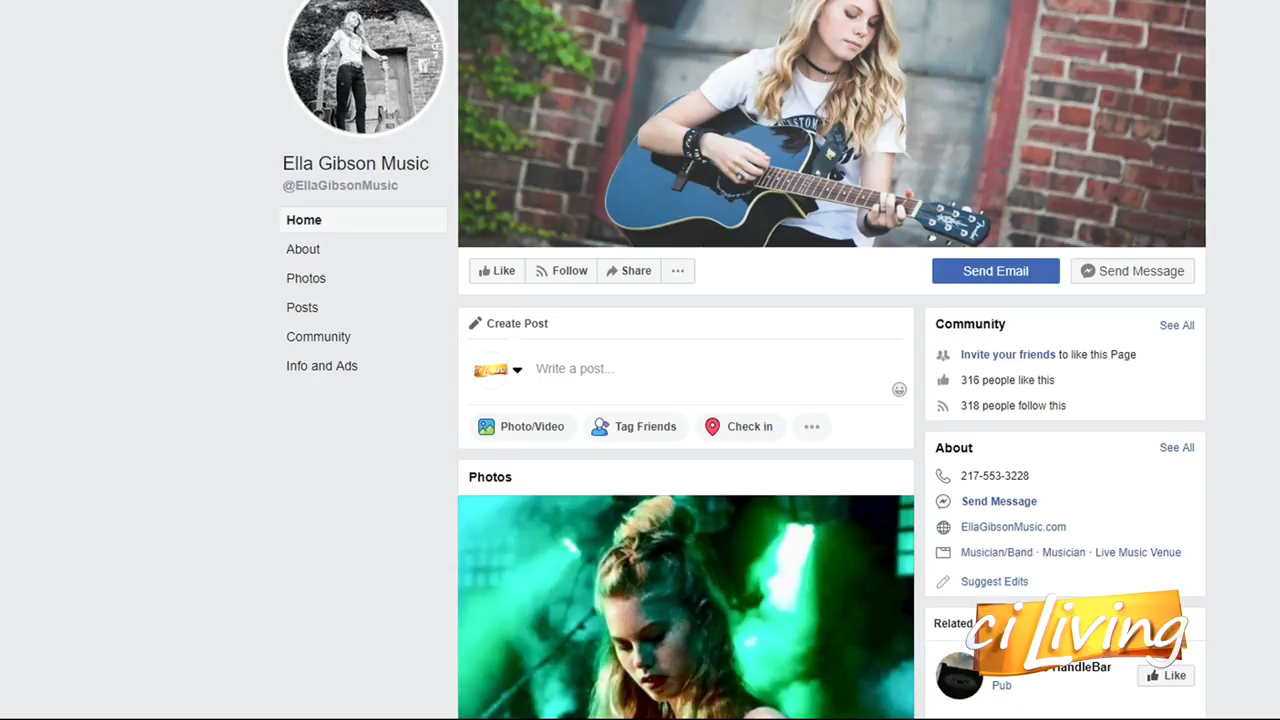 Ella Gibson Music
@EllaGibsonMusic
Home
About
Photos
Posts
Community
Info and Ads
Like
Follow
Share
Send Email
Send Message
Create Post
ciLiving
Write a post...
Photo/Video
Tag Friends
Check in
Photos
Community
See All
Invite your friends to like this Page
316 people like this
318 people follow this
About
See All
217-553-3228
Send Message
EllaGibsonMusic.com
Musician/Band · Musician · Live Music Venue
Suggest Edits
Related
ciLiving
HandleBar
Pub
Like